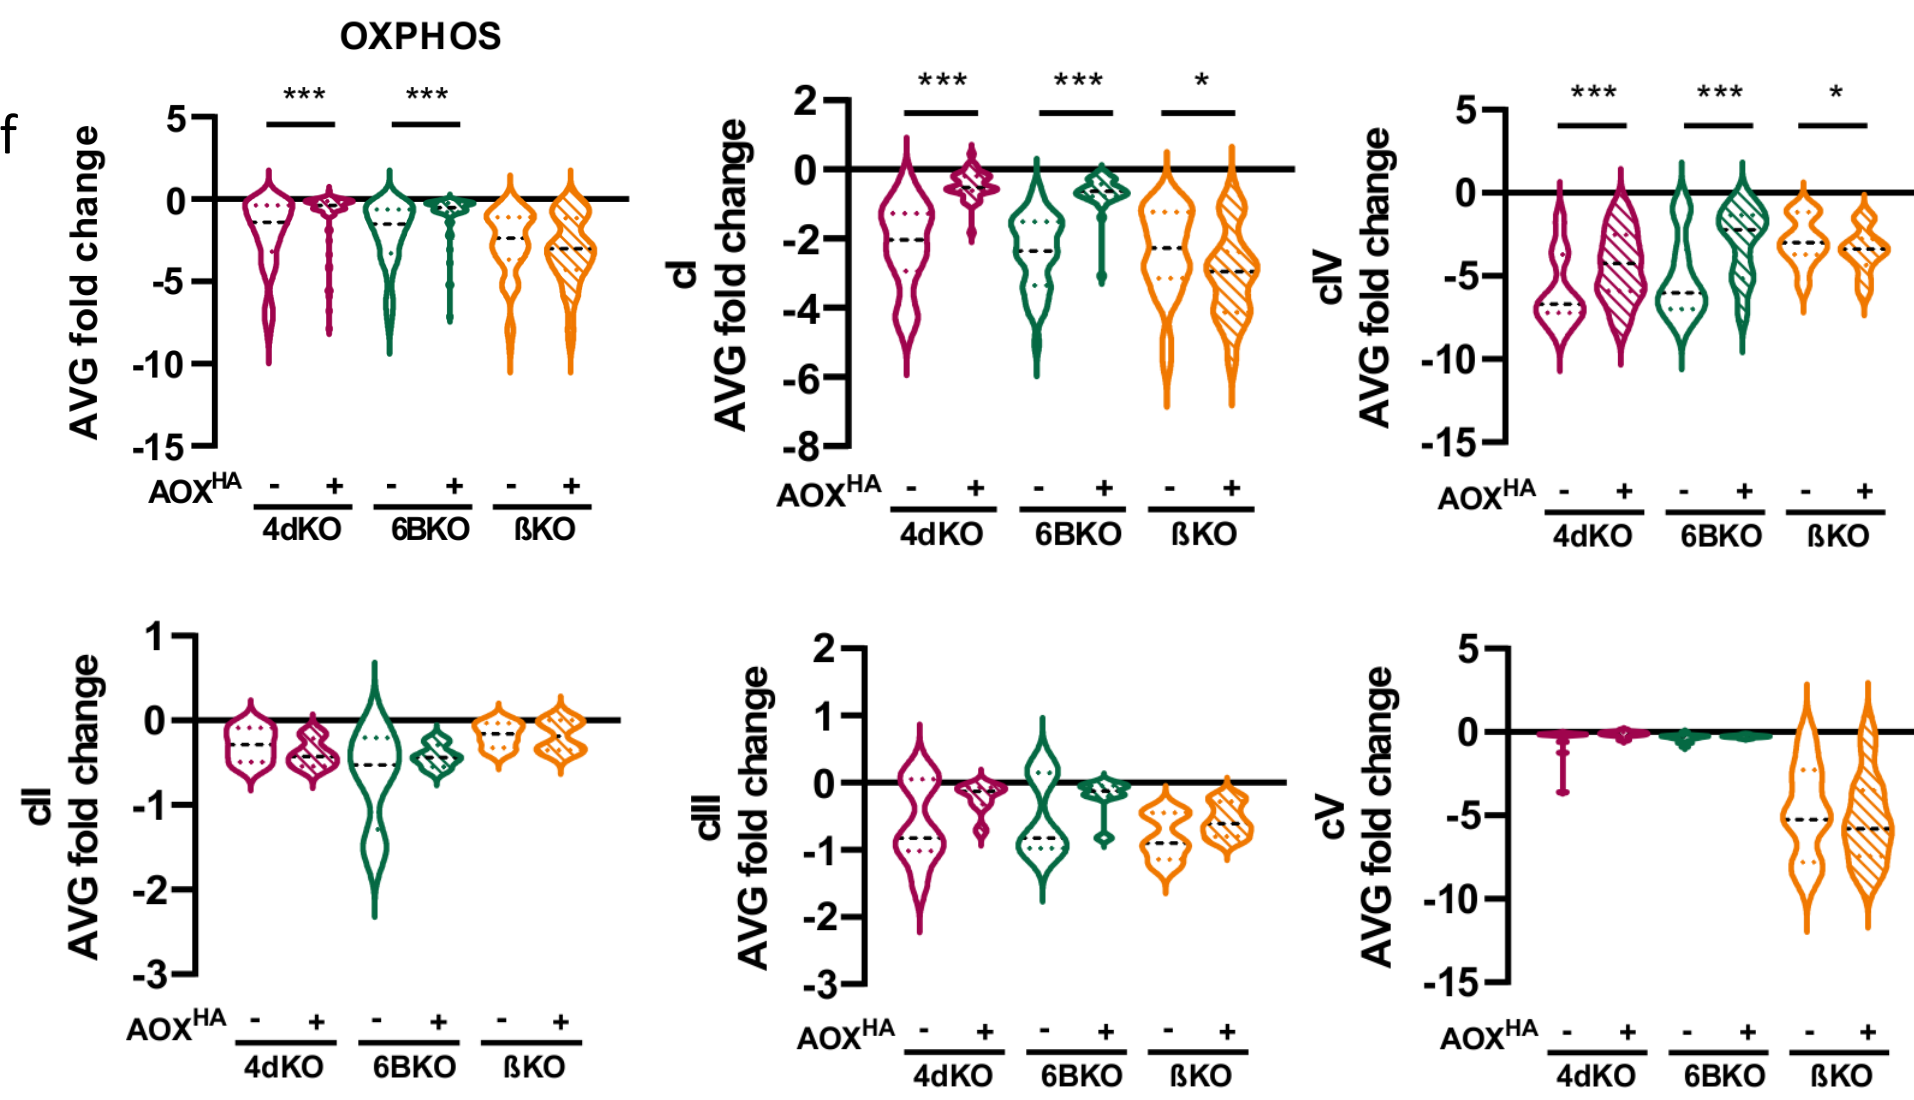 f
OXPHOS
AVG fold change
5
0
-5
-10
-15
*** ***
AOXHA - + - + - +
4dKO 6BKO ßKO
cI
AVG fold change
2
0
-2
-4
-6
-8
*** *** *
AOXHA - + - + - +
4dKO 6BKO ßKO
cIV
AVG fold change
5
0
-5
-10
-15
*** *** *
AOXHA - + - + - +
4dKO 6BKO ßKO
cII
AVG fold change
1
0
-1
-2
-3
AOXHA - + - + - +
4dKO 6BKO ßKO
cIII
AVG fold change
2
1
0
-1
-2
-3
AOXHA - + - + - +
4dKO 6BKO ßKO
cV
AVG fold change
5
0
-5
-10
-15
AOXHA - + - + - +
4dKO 6BKO ßKO